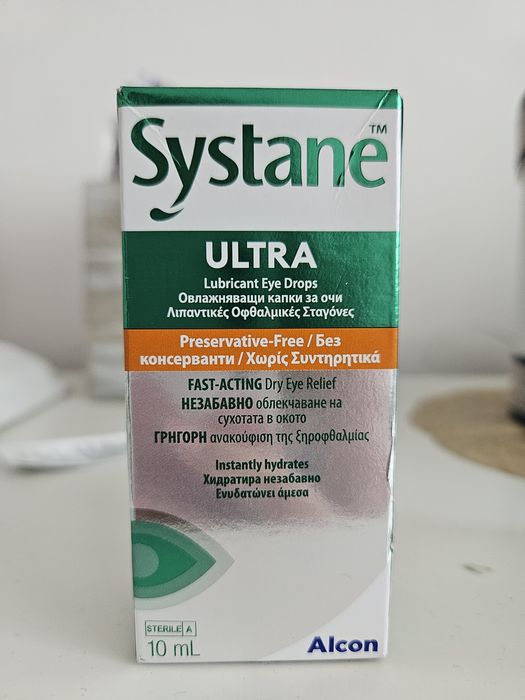 Systane™
ULTRA
Lubricant Eye Drops
Овлажняващи капки за очи
Λιπαντικές Οφθαλμικές Σταγόνες
Preservative-Free / Без
консерванти / Χωρίς Συντηρητικά
FAST-ACTING Dry Eye Relief
НЕЗАБАВНО облекчаване на
сухотата в окото
ΓΡΗΓΟΡΗ ανακούφιση της ξηροφθαλμίας
Instantly hydrates
Хидратира незабавно
Ενυδατώνει άμεσα
STERILE A
10 mL
Alcon